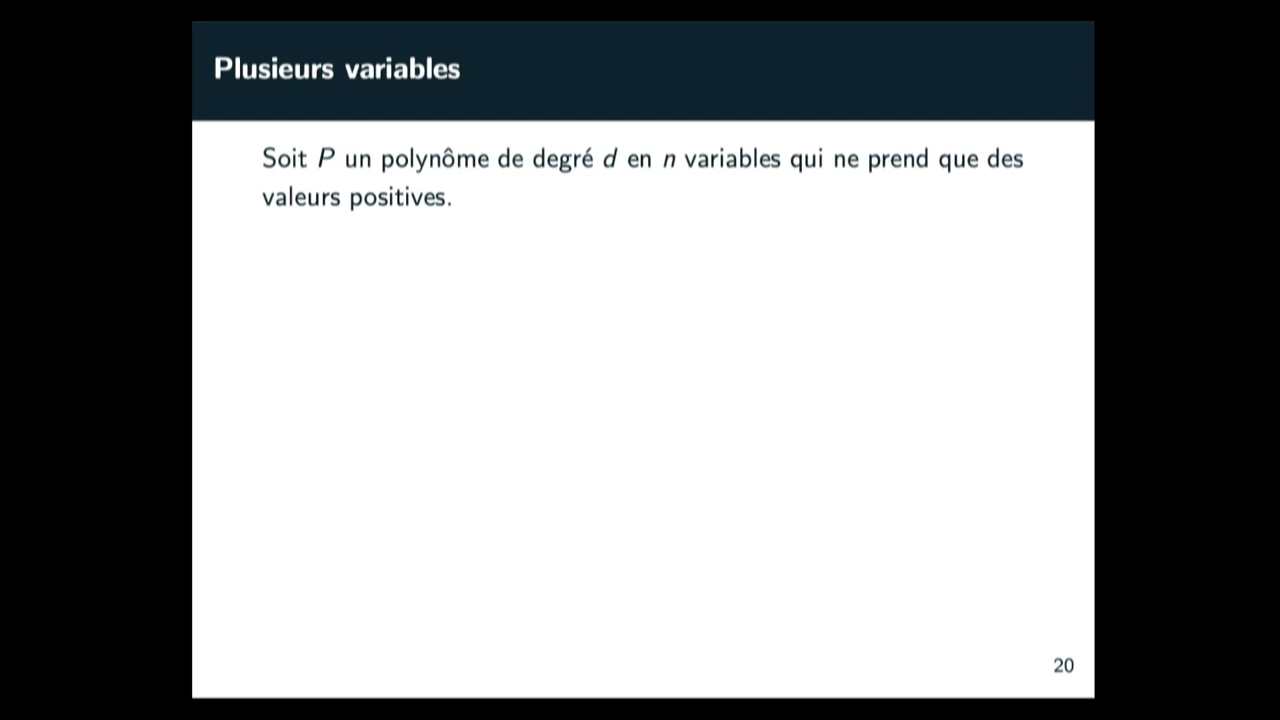 Plusieurs variables
Soit P un polynôme de degré d en n variables qui ne prend que des
valeurs positives.
20